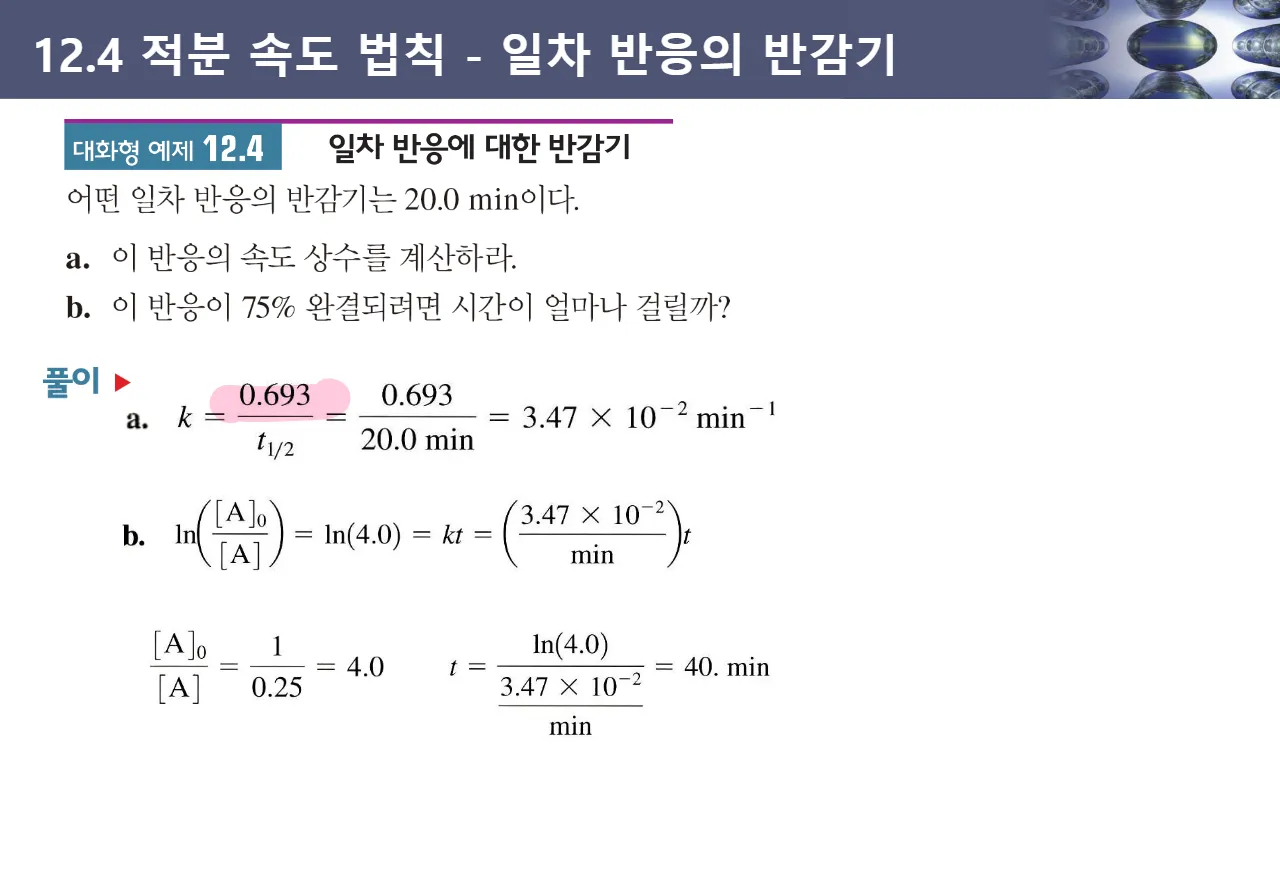 12.4 적분 속도 법칙 - 일차 반응의 반감기
대화형 예제 12.4 일차 반응에 대한 반감기
어떤 일차 반응의 반감기는 20.0 min이다.
a. 이 반응의 속도 상수를 계산하라.
b. 이 반응이 75% 완결되려면 시간이 얼마나 걸릴까?
풀이 ▶
a. k = 0.693 / t₁/₂ = 0.693 / 20.0 min = 3.47 × 10⁻² min⁻¹
b. ln([A]₀ / [A]) = ln(4.0) = kt = (3.47 × 10⁻² / min)t
[A]₀ / [A] = 1 / 0.25 = 4.0 t = ln(4.0) / (3.47 × 10⁻² / min) = 40. min